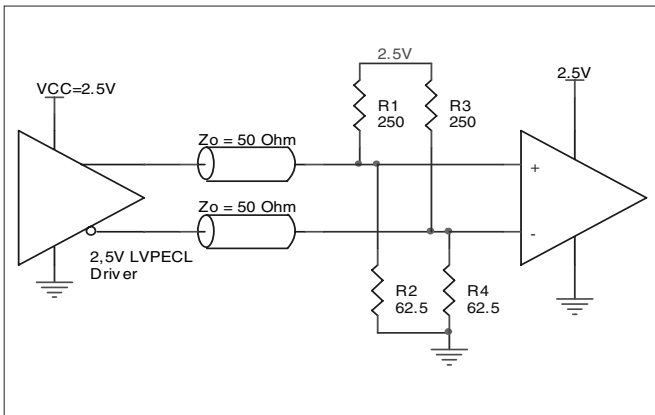 2.5V
VCC=2.5V
2.5V
R1
250
R3
250
Zo = 50 Ohm
+
Zo = 50 Ohm
-
2,5V LVPECL
Driver
R2
62.5
R4
62.5